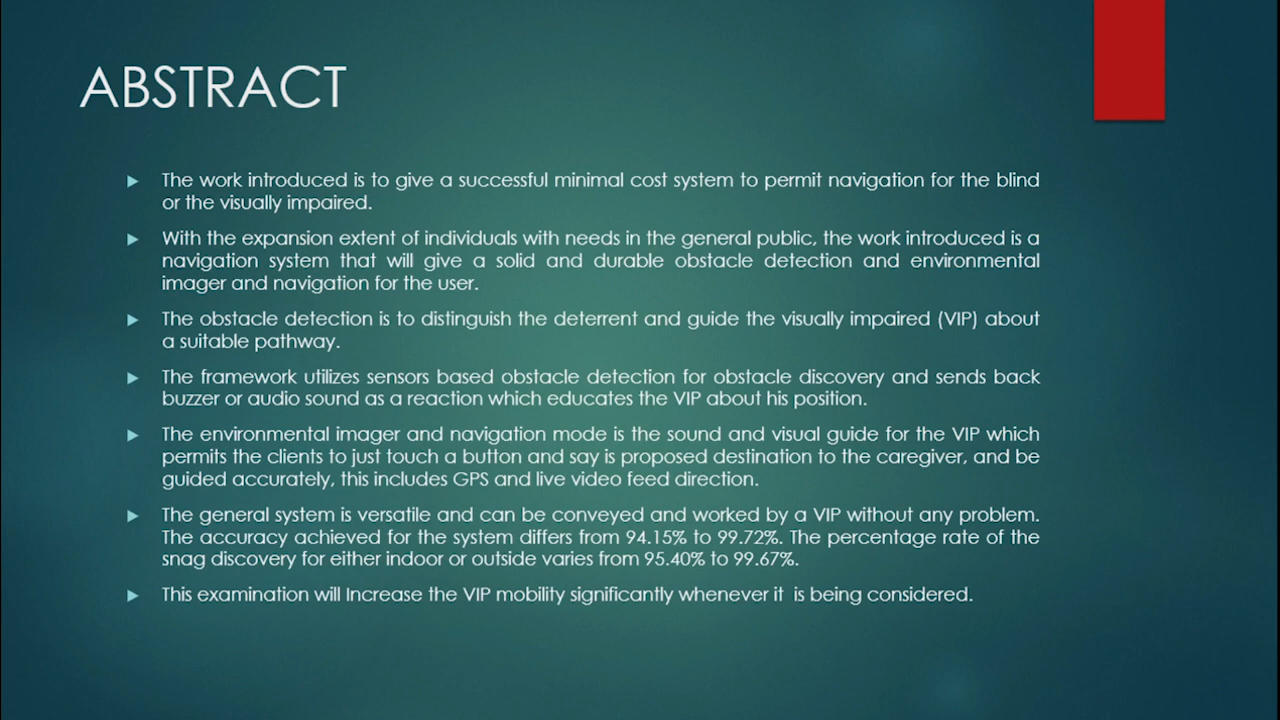 ABSTRACT
The work introduced is to give a successful minimal cost system to permit navigation for the blind
or the visually impaired.
With the expansion extent of individuals with needs in the general public, the work introduced is a
navigation system that will give a solid and durable obstacle detection and environmental
imager and navigation for the user.
The obstacle detection is to distinguish the deterrent and guide the visually impaired (VIP) about
a suitable pathway.
The framework utilizes sensors based obstacle detection for obstacle discovery and sends back
buzzer or audio sound as a reaction which educates the VIP about his position.
The environmental imager and navigation mode is the sound and visual guide for the VIP which
permits the clients to just touch a button and say is proposed destination to the caregiver, and be
guided accurately, this includes GPS and live video feed direction.
The general system is versatile and can be conveyed and worked by a VIP without any problem.
The accuracy achieved for the system differs from 94.15% to 99.72%. The percentage rate of the
snag discovery for either indoor or outside varies from 95.40% to 99.67%.
This examination will Increase the VIP mobility significantly whenever it  is being considered.